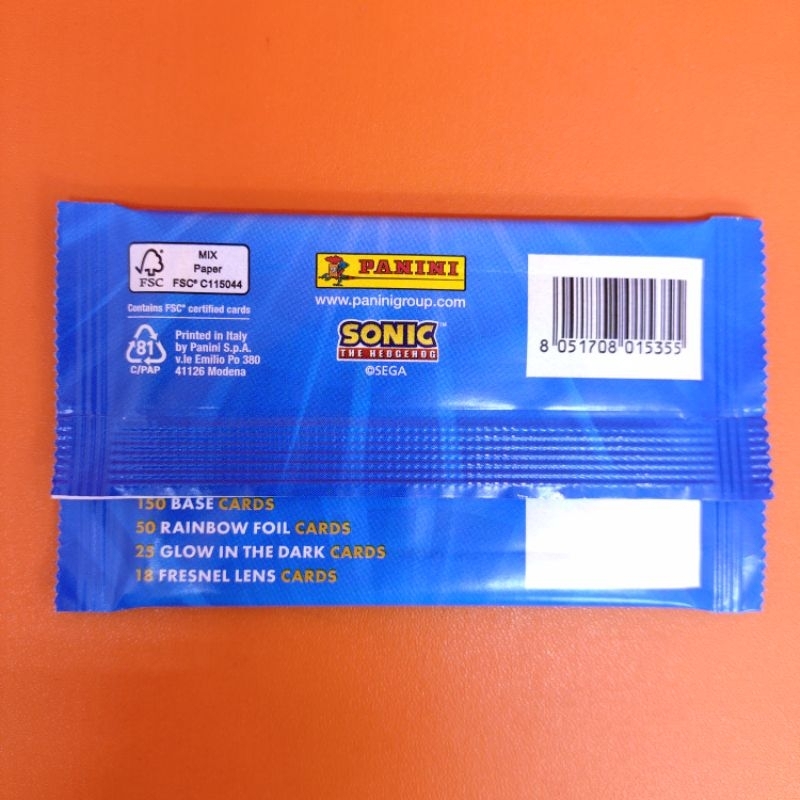 FSC
MIX
Paper
FSC® C115044
Contains FSC® certified cards
81
C/PAP
Printed in Italy
by Panini S.p.A.
v.le Emilio Po 380
41126 Modena
PANINI
www.paninigroup.com
SONIC™
THE HEDGEHOG
©SEGA
8 051708 015355
150 BASE CARDS
50 RAINBOW FOIL CARDS
25 GLOW IN THE DARK CARDS
18 FRESNEL LENS CARDS